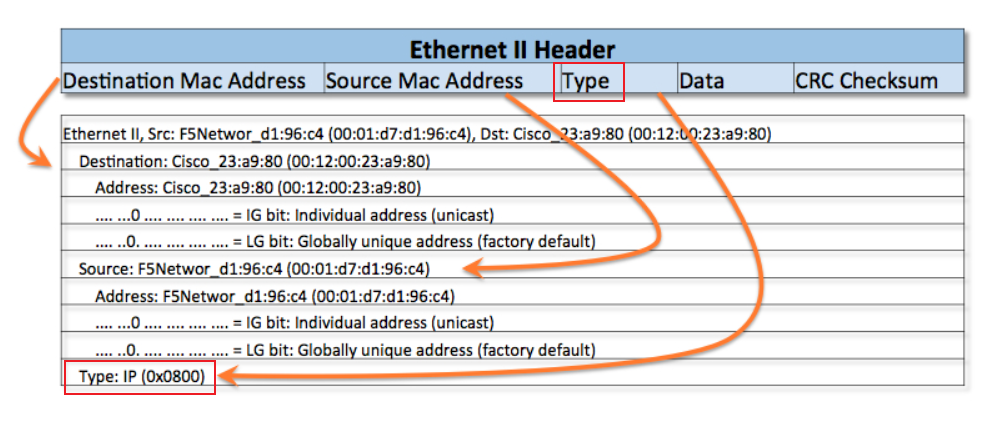 Ethernet II Header
Destination Mac Address Source Mac Address Type Data CRC Checksum
Ethernet II, Src: F5Networ_d1:96:c4 (00:01:d7:d1:96:c4), Dst: Cisco_23:a9:80 (00:12:00:23:a9:80)
Destination: Cisco_23:a9:80 (00:12:00:23:a9:80)
Address: Cisco_23:a9:80 (00:12:00:23:a9:80)
.... ...0 .... .... .... .... = IG bit: Individual address (unicast)
.... ..0. .... .... .... .... = LG bit: Globally unique address (factory default)
Source: F5Networ_d1:96:c4 (00:01:d7:d1:96:c4)
Address: F5Networ_d1:96:c4 (00:01:d7:d1:96:c4)
.... ...0 .... .... .... .... = IG bit: Individual address (unicast)
.... ..0. .... .... .... .... = LG bit: Globally unique address (factory default)
Type: IP (0x0800)